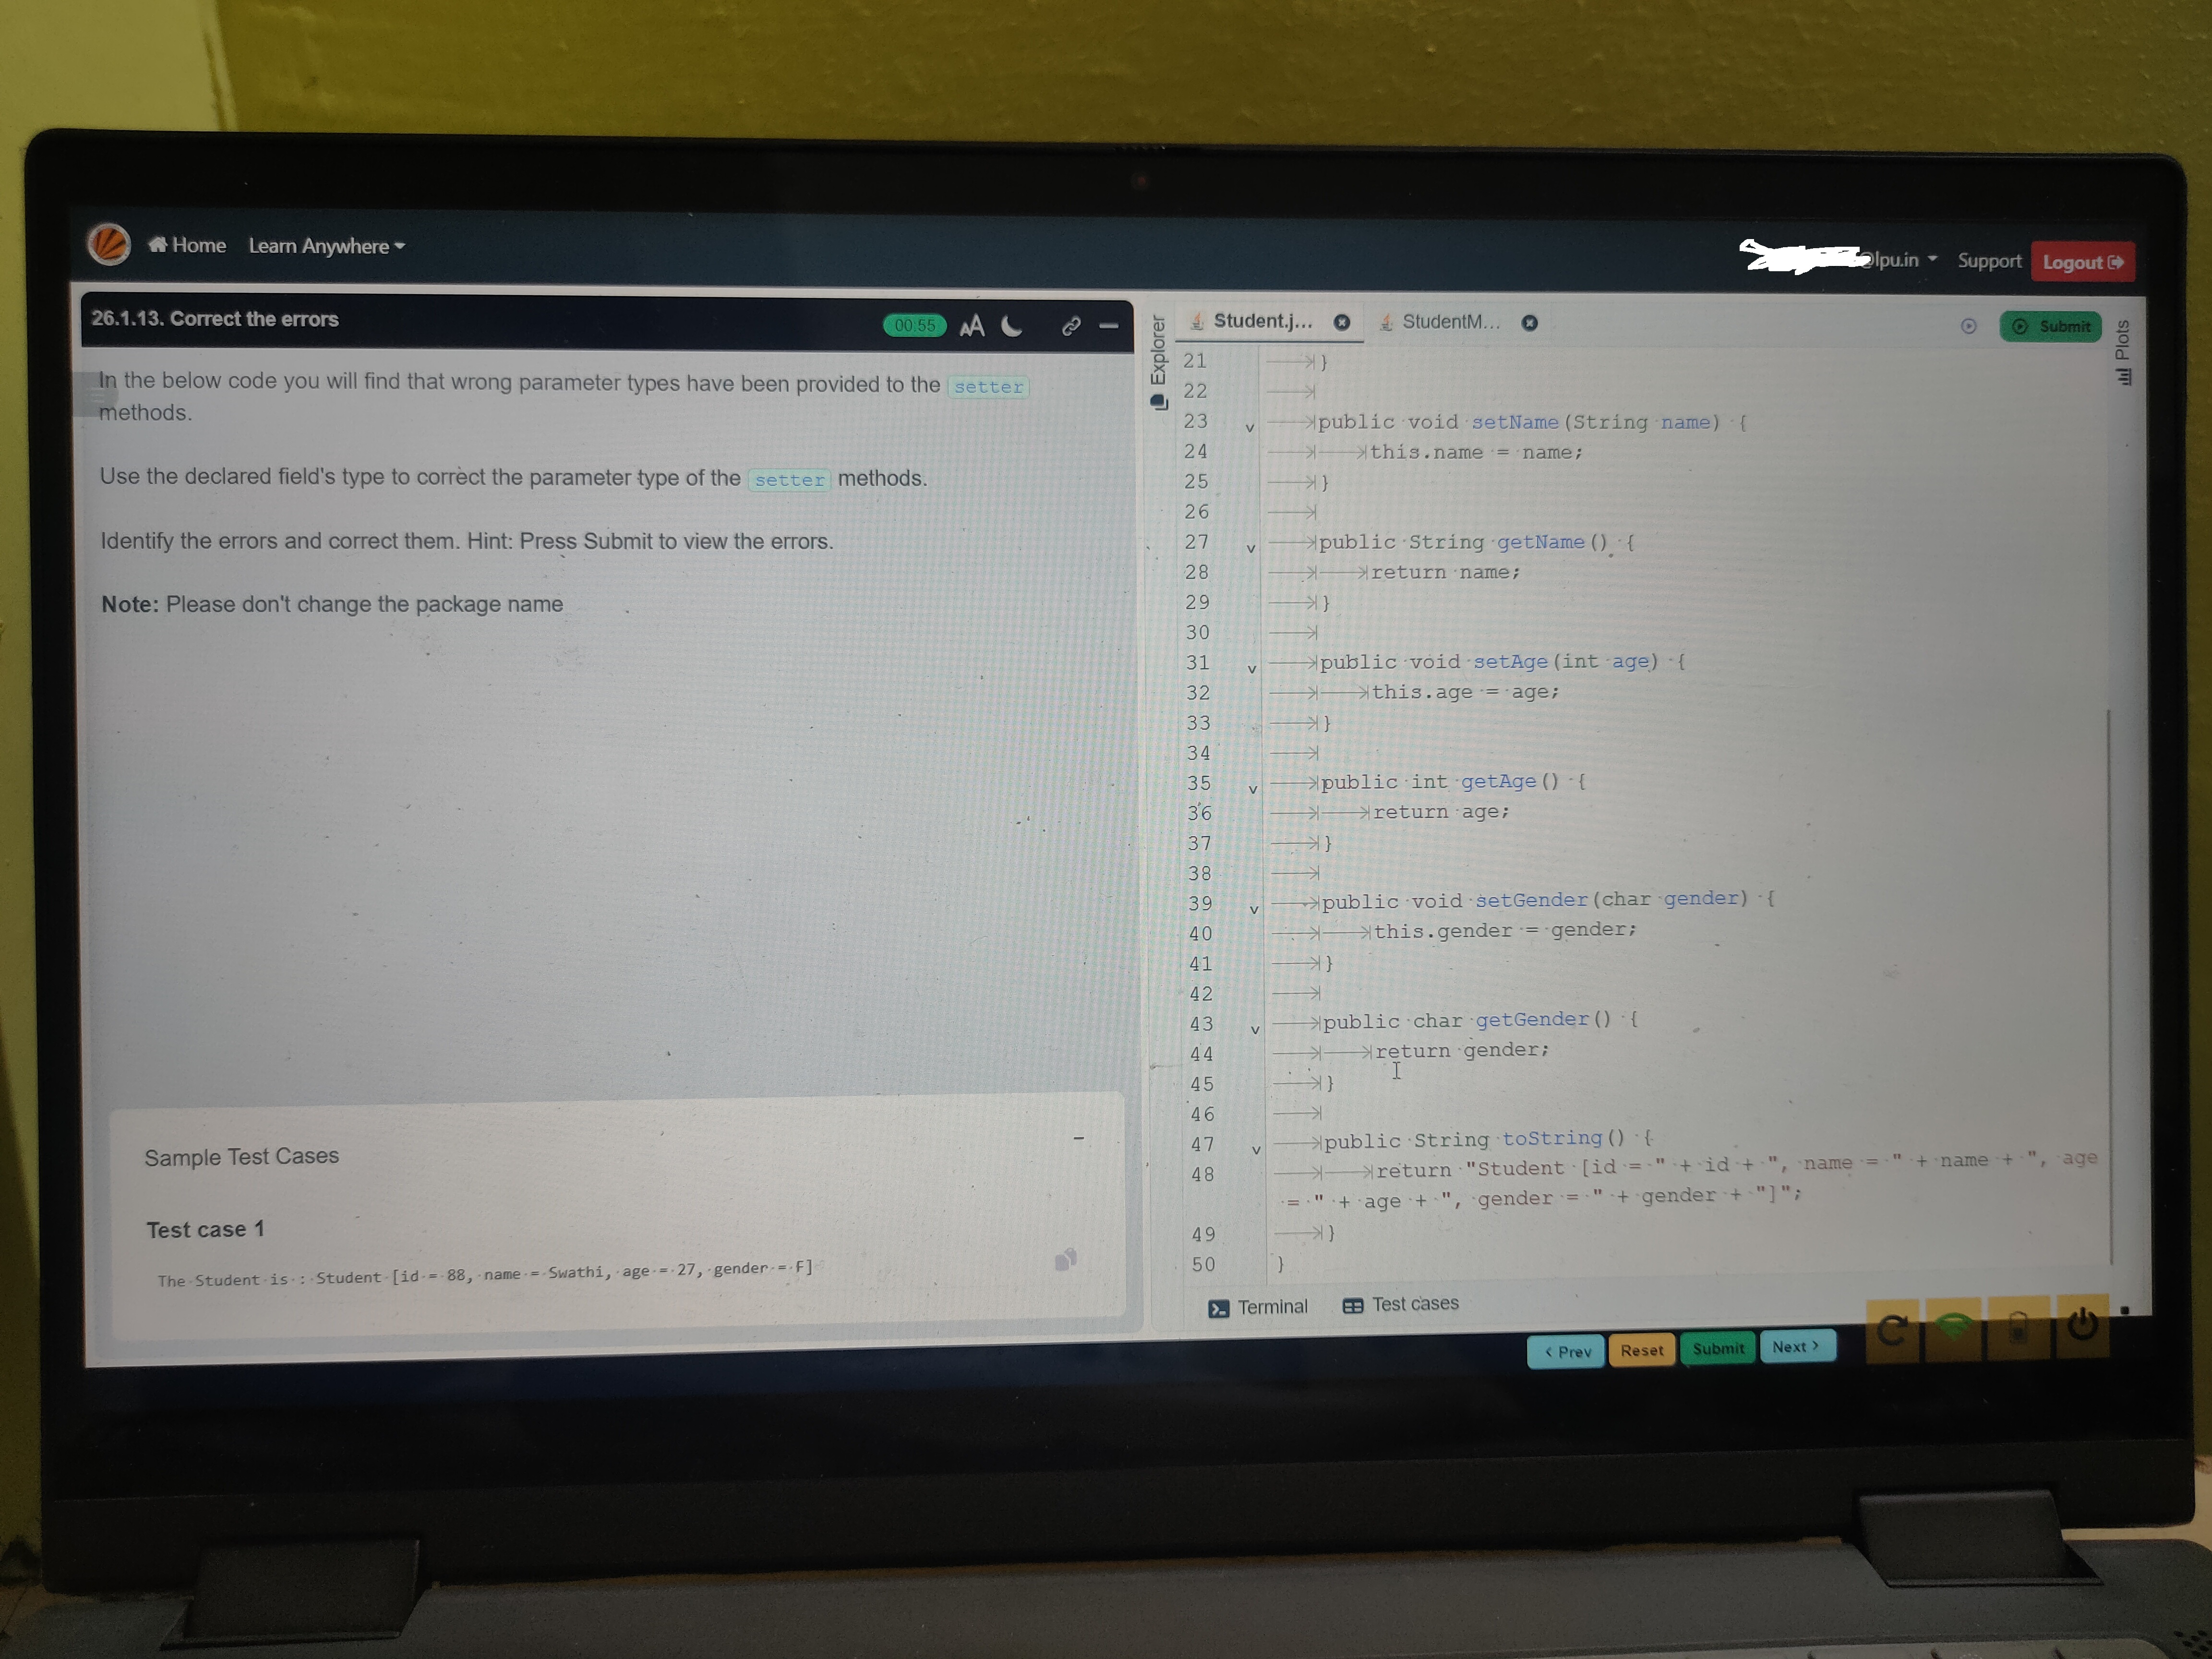 Home Learn Anywhere
@lpu.in Support Logout
26.1.13. Correct the errors
00:55 AA
In the below code you will find that wrong parameter types have been provided to the setter
methods.
Use the declared field's type to correct the parameter type of the setter methods.
Identify the errors and correct them. Hint: Press Submit to view the errors.
Note: Please don't change the package name
Sample Test Cases
Test case 1
The Student is : Student [id = 88, name = Swathi, age = 27, gender = F]
Explorer
Student.j... StudentM... Submit
Plots
21 }
22
23 public void setName(String name) {
24 this.name = name;
25 }
26
27 public String getName() {
28 return name;
29 }
30
31 public void setAge(int age) {
32 this.age = age;
33 }
34
35 public int getAge() {
36 return age;
37 }
38
39 public void setGender(char gender) {
40 this.gender = gender;
41 }
42
43 public char getGender() {
44 return gender;
45 }
46
47 public String toString() {
48 return "Student [id = " + id + ", name = " + name + ", age
= " + age + ", gender = " + gender + "]";
49 }
50 }
Terminal Test cases
< Prev Reset Submit Next >